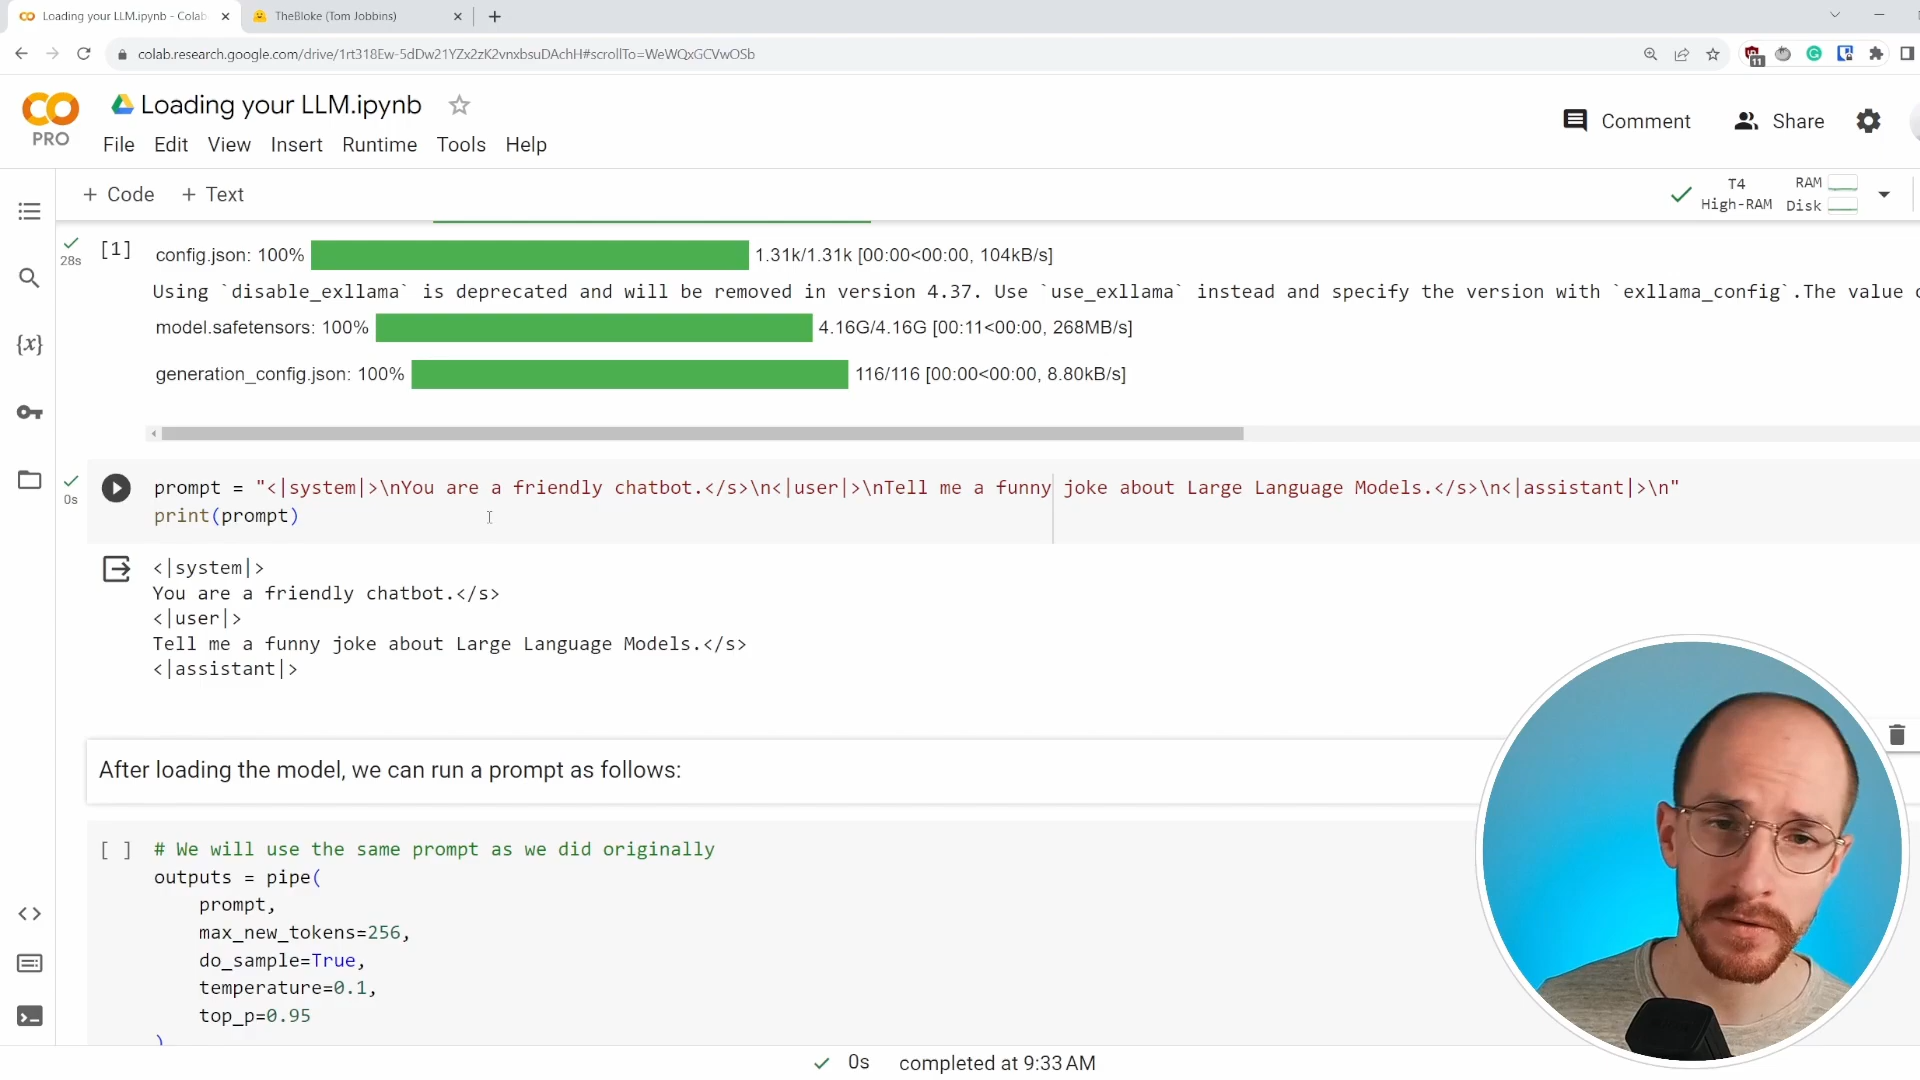 Loading your LLM.ipynb - Colab
TheBloke (Tom Jobbins)
colab.research.google.com/drive/1rt318Ew-5dDw21YZx2zK2vnxbsuDAchH#scrollTo=WeWQxGCVwOSb
11
PRO
Loading your LLM.ipynb
File Edit View Insert Runtime Tools Help
Comment
Share
+ Code + Text
T4
High-RAM
RAM
Disk
28s
[1]
config.json: 100% 1.31k/1.31k [00:00<00:00, 104kB/s]
Using `disable_exllama` is deprecated and will be removed in version 4.37. Use `use_exllama` instead and specify the version with `exllama_config`.The value
model.safetensors: 100% 4.16G/4.16G [00:11<00:00, 268MB/s]
generation_config.json: 100% 116/116 [00:00<00:00, 8.80kB/s]
{x}
0s
prompt = "<|system|>\nYou are a friendly chatbot.</s>\n<|user|>\nTell me a funny joke about Large Language Models.</s>\n<|assistant|>\n"
print(prompt)
<|system|>
You are a friendly chatbot.</s>
<|user|>
Tell me a funny joke about Large Language Models.</s>
<|assistant|>
After loading the model, we can run a prompt as follows:
[ ]
# We will use the same prompt as we did originally
outputs = pipe(
prompt,
max_new_tokens=256,
do_sample=True,
temperature=0.1,
top_p=0.95
)
0s completed at 9:33 AM